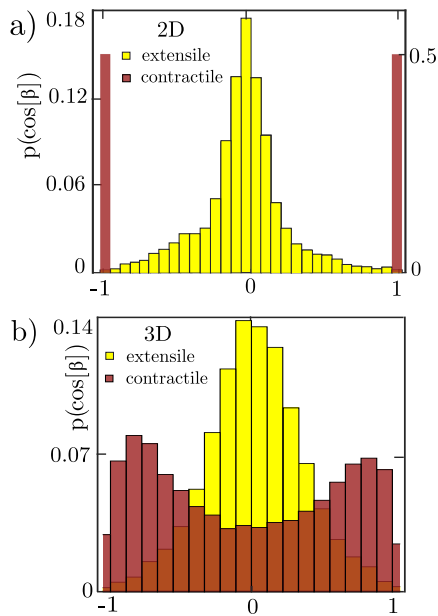 a)
2D
extensile
contractile
p(cos[β])
0.18
0.12
0.06
0
0.5
0
-1 0 1
b)
3D
extensile
contractile
p(cos[β])
0.14
0.07
0
-1 0 1